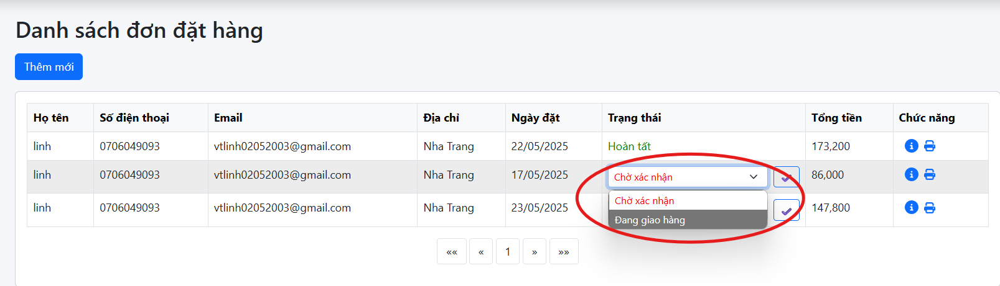 Danh sách đơn đặt hàng
Thêm mới
Họ tên Số điện thoại Email Địa chỉ Ngày đặt Trạng thái Tổng tiền Chức năng
linh 0706049093 vtlinh02052003@gmail.com Nha Trang 22/05/2025 Hoàn tất 173,200
linh 0706049093 vtlinh02052003@gmail.com Nha Trang 17/05/2025 Chờ xác nhận 86,000
Chờ xác nhận
linh 0706049093 vtlinh02052003@gmail.com Nha Trang 23/05/2025 147,800
Đang giao hàng
«« « 1 » »»